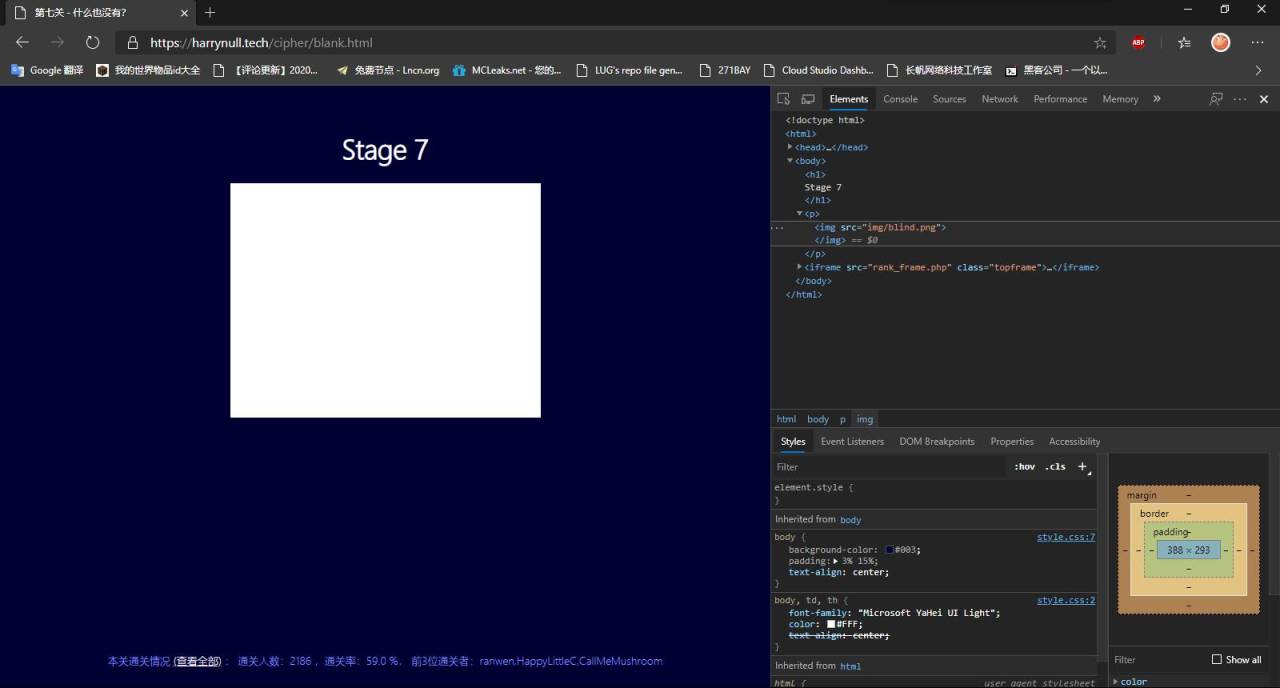 第七关 - 什么也没有?
https://harrynull.tech/cipher/blank.html
ABP
Google 翻译
我的世界物品id大全
【评论更新】2020...
免费节点 - Lncn.org
MCLeaks.net - 您的...
LUG's repo file gen...
271BAY
Cloud Studio Dashb...
长帆网络科技工作室
黑客公司 - 一个以...
Stage 7
本关通关情况 (查看全部) ： 通关人数：2186 ，通关率：59.0 %， 前3位通关者：ranwen,HappyLittleC,CallMeMushroom
Elements Console Sources Network Performance Memory »
<!doctype html>
<html>
<head>…</head>
<body>
<h1>
Stage 7
</h1>
<p>
<img src="img/blind.png">
</img> == $0
</p>
<iframe src="rank_frame.php" class="topframe">…</iframe>
</body>
</html>
html body p img
Styles Event Listeners DOM Breakpoints Properties Accessibility
Filter :hov .cls +
element.style {
}
Inherited from body
body { style.css:7
background-color: #003;
padding: 3% 15%;
text-align: center;
}
body, td, th { style.css:2
font-family: "Microsoft YaHei UI Light";
color: #FFF;
text-align: center;
}
Inherited from html
html { user agent stylesheet
margin –
border –
padding –
– – – 388 × 293 – – –
–
–
–
Filter Show all
color